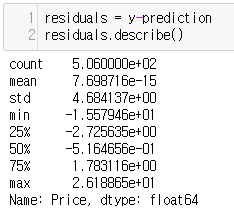 1 residuals = y-prediction
2 residuals.describe()
count 5.060000e+02
mean 7.698716e-15
std 4.684137e+00
min -1.557946e+01
25% -2.725635e+00
50% -5.164656e-01
75% 1.783116e+00
max 2.618865e+01
Name: Price, dtype: float64